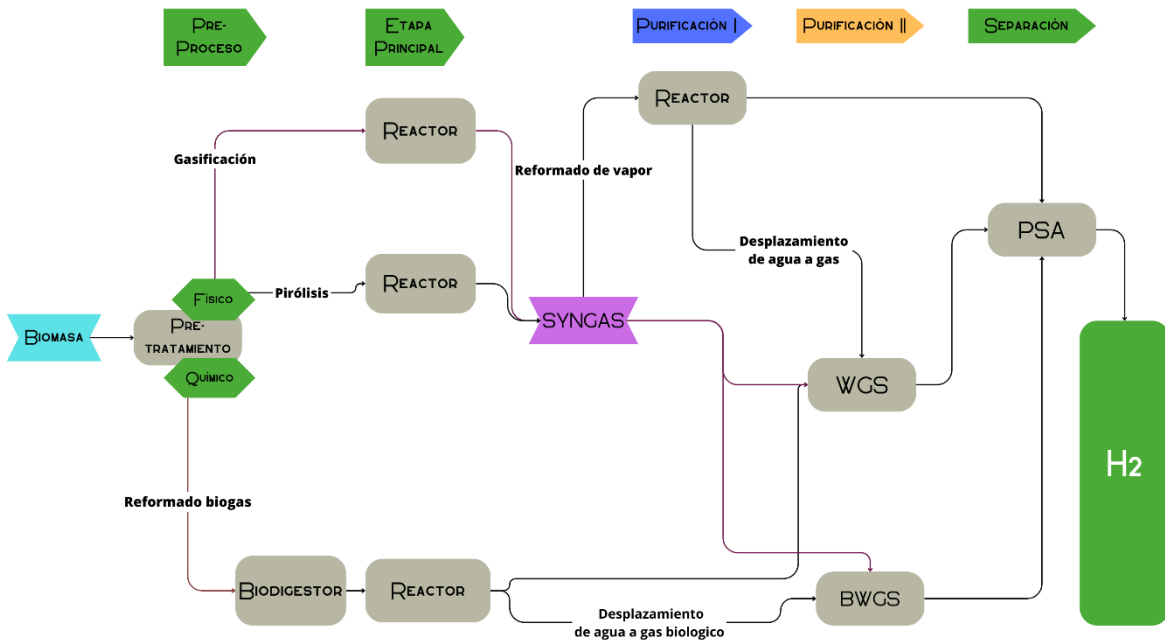 Pre-
Proceso
Etapa
Principal
Purificación I
Purificación II
Separación
Reactor
Reactor
Gasificación
Reformado de vapor
PSA
Desplazamiento
de agua a gas
Reactor
Físico
Pirólisis
SYNGAS
Biomasa
Pre-
tratamiento
Químico
WGS
H2
Reformado biogas
Biodigestor
Reactor
BWGS
Desplazamiento
de agua a gas biologico